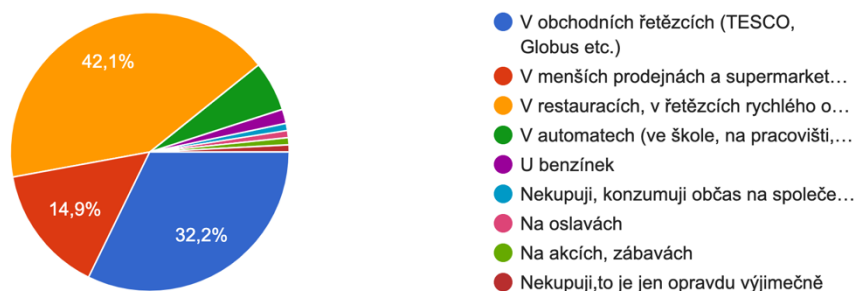 42,1%
14,9%
32,2%
V obchodních řetězcích (TESCO,
Globus etc.)
V menších prodejnách a supermarket…
V restauracích, v řetězcích rychlého o…
V automatech (ve škole, na pracovišti,…
U benzínek
Nekupuji, konzumuji občas na společe…
Na oslavách
Na akcích, zábavách
Nekupuji,to je jen opravdu výjimečně